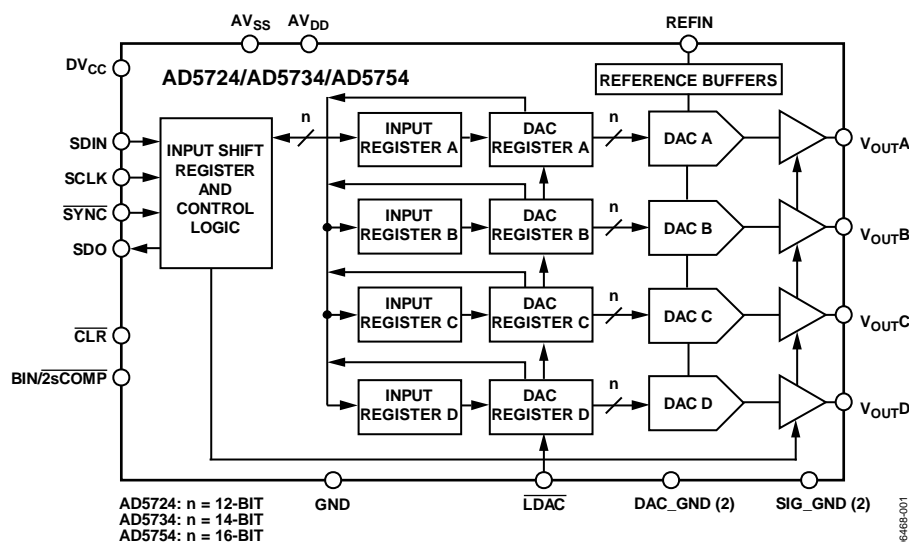 AVSS AVDD REFIN
DVCC
AD5724/AD5734/AD5754
REFERENCE BUFFERS
SDIN
SCLK
SYNC
SDO
CLR
BIN/2sCOMP
INPUT SHIFT
REGISTER
AND
CONTROL
LOGIC
n
INPUT
REGISTER A
DAC
REGISTER A
n
DAC A
VOUTA
INPUT
REGISTER B
DAC
REGISTER B
n
DAC B
VOUTB
INPUT
REGISTER C
DAC
REGISTER C
n
DAC C
VOUTC
INPUT
REGISTER D
DAC
REGISTER D
n
DAC D
VOUTD
GND LDAC DAC_GND (2) SIG_GND (2)
AD5724: n = 12-BIT
AD5734: n = 14-BIT
AD5754: n = 16-BIT
6468-001